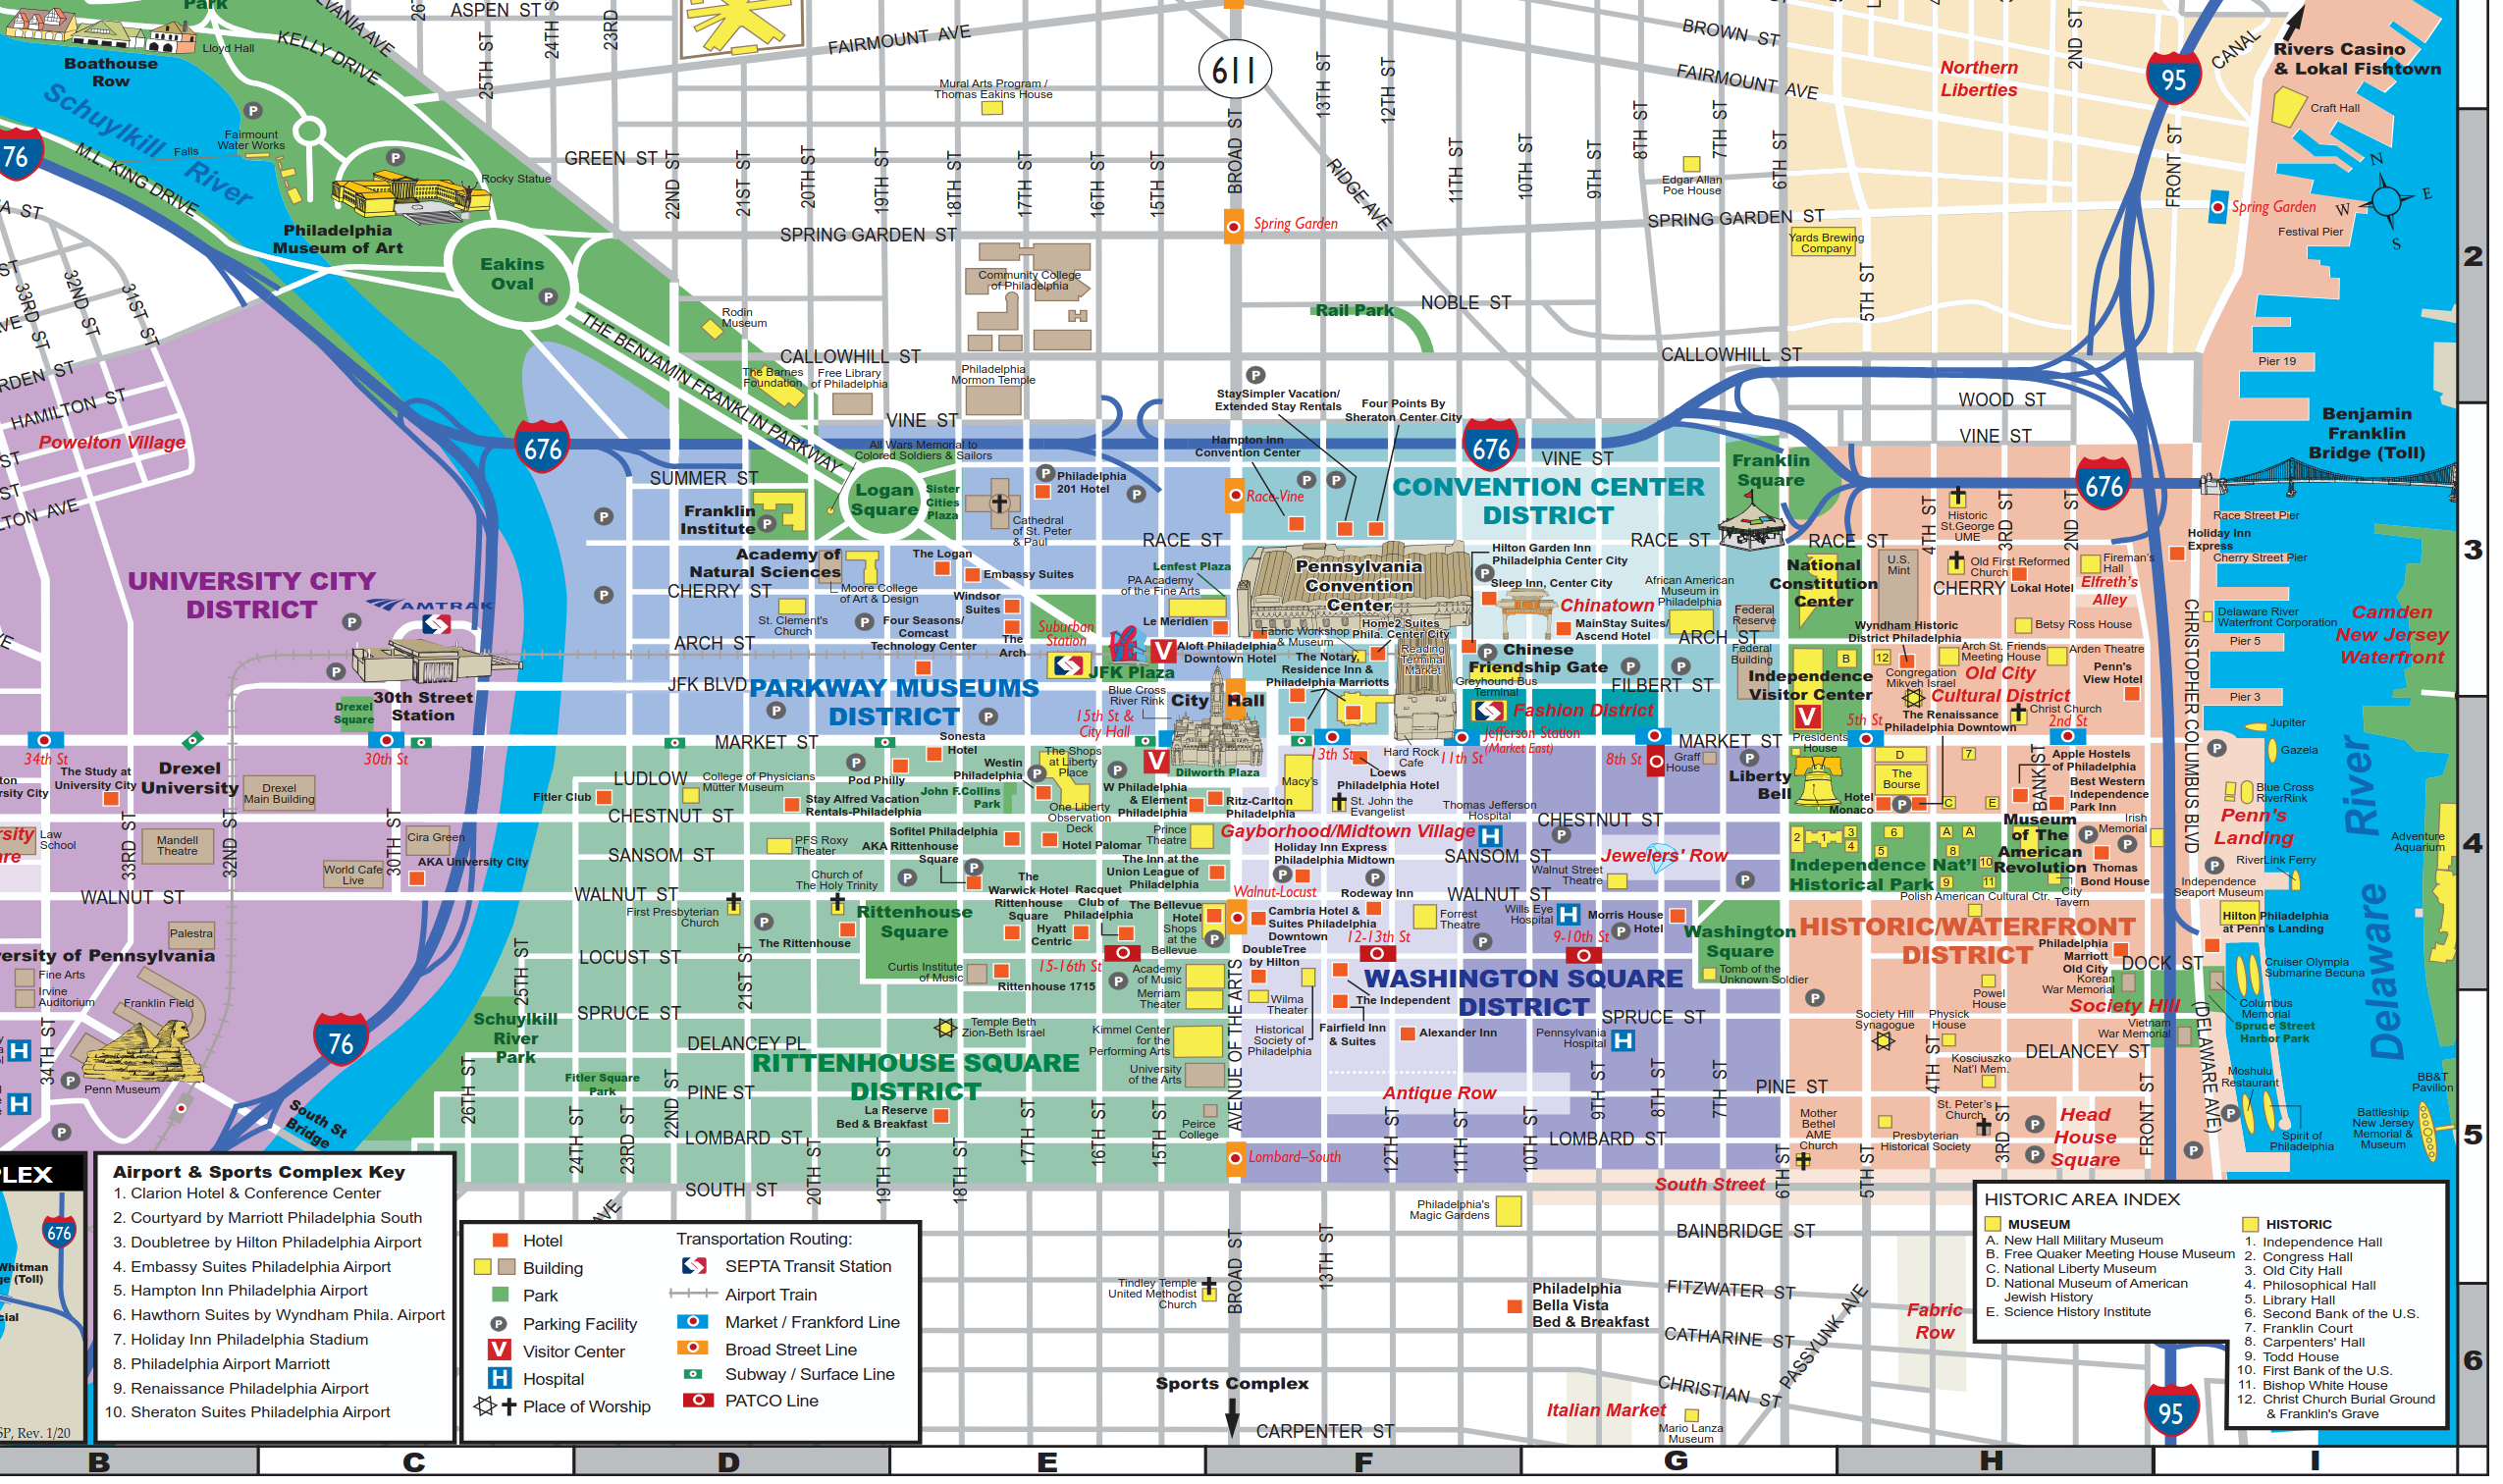 Park
SYLVANIA AVE
26T
ASPEN ST
25TH ST
24TH S
23RD
Lloyd Hall
KELLY DRIVE
Boathouse
Row
Schuylkill
River
Fairmount
Water Works
Falls
76
M.L. KING DRIVE
Rocky Statue
Philadelphia
Museum of Art
Eakins
Oval
FAIRMOUNT AVE
Mural Arts Program /
Thomas Eakins House
611
13TH ST
12TH ST
GREEN ST
22ND ST
21ST ST
20TH ST
19TH ST
18TH ST
17TH ST
16TH ST
15TH ST
BROAD ST
RIDGE AVE
11TH ST
10TH ST
9TH ST
8TH ST
7TH ST
6TH ST
BROWN ST
FAIRMOUNT AVE
Northern
Liberties
2ND ST
95
CANAL
Rivers Casino
& Lokal Fishtown
Craft Hall
FRONT ST
N
E
W
S
Edgar Allan
Poe House
SPRING GARDEN ST
Spring Garden
SPRING GARDEN ST
Spring Garden
Festival Pier
Yards Brewing
Company
2
A ST
33RD ST
32ND ST
31ST ST
RDEN ST
HAMILTON ST
Powelton Village
LTON AVE
Community College
of Philadelphia
Rodin
Museum
Rail Park
NOBLE ST
5TH ST
THE BENJAMIN FRANKLIN PARKWAY
CALLOWHILL ST
CALLOWHILL ST
Pier 19
The Barnes
Foundation
Free Library
of Philadelphia
Philadelphia
Mormon Temple
StaySimpler Vacation/
Extended Stay Rentals
Four Points By
Sheraton Center City
WOOD ST
VINE ST
VINE ST
VINE ST
Benjamin
Franklin
Bridge (Toll)
676
676
676
All Wars Memorial to
Colored Soldiers & Sailors
Hampton Inn
Convention Center
SUMMER ST
Logan
Square
Sister
Cities
Plaza
Philadelphia
201 Hotel
Race-Vine
CONVENTION CENTER
DISTRICT
Franklin
Square
Franklin
Institute
Cathedral
of St. Peter
& Paul
4TH ST
3RD ST
2ND ST
Historic
St.George
UME
Race Street Pier
Holiday Inn
Express
Cherry Street Pier
3
RACE ST
RACE ST
RACE ST
Academy of
Natural Sciences
The Logan
Embassy Suites
Lenfest Plaza
PA Academy
of the Fine Arts
Pennsylvania
Convention
Center
Hilton Garden Inn
Philadelphia Center City
Sleep Inn, Center City
African American
Museum in
Philadelphia
National
Constitution
Center
U.S.
Mint
Old First Reformed
Church
Fireman's
Hall
Elfreth's
Alley
UNIVERSITY CITY
DISTRICT
AMTRAK
CHERRY ST
Moore College
of Art & Design
St. Clement's
Church
Windsor
Suites
Four Seasons/
Comcast
Technology Center
The
Arch
Suburban
Station
Le Meridien
Fabric Workshop
& Museum
Home2 Suites
Phila. Center City
Chinatown
MainStay Suites/
Ascend Hotel
Federal
Reserve
CHERRY
Lokal Hotel
Delaware River
Waterfront Corporation
Camden
New Jersey
Waterfront
ARCH ST
ARCH ST
Aloft Philadelphia
Downtown Hotel
The Notary,
Residence Inn &
Philadelphia Marriotts
Reading
Terminal
Market
Chinese
Friendship Gate
Federal
Building
Wyndham Historic
District Philadelphia
Betsy Ross House
Arch St. Friends
Meeting House
Arden Theatre
Pier 5
JFK Plaza
JFK BLVD
PARKWAY MUSEUMS
DISTRICT
Blue Cross
River Rink
City Hall
Greyhound Bus
Terminal
FILBERT ST
Independence
Visitor Center
B
12
Congregation
Mikveh Israel
Old City
Cultural District
Penn's
View Hotel
Pier 3
30th Street
Station
Drexel
Square
15th St &
City Hall
Fashion District
The Renaissance
Philadelphia Downtown
Christ Church
5th St
2nd St
Jupiter
34th St
30th St
MARKET ST
MARKET ST
13th St
11th St
Jefferson Station
(Market East)
8th St
Graff
House
Presidents
House
D
7
Apple Hostels
of Philadelphia
Gazela
The Study at
University City
ton
rsity City
Drexel
University
Drexel
Main Building
Sonesta
Hotel
The Shops
at Liberty
Place
Dilworth Plaza
Hard Rock
Cafe
Loews
Philadelphia Hotel
Macy's
Liberty
Bell
The
Bourse
BANK ST
Best Western
Independence
Park Inn
LUDLOW
Pod Philly
Westin
Philadelphia
Fitler Club
College of Physicians
Mütter Museum
Stay Alfred Vacation
Rentals-Philadelphia
John F.Collins
Park
One Liberty
Observation
Deck
W Philadelphia
& Element
Philadelphia
Ritz-Carlton
Philadelphia
St. John the
Evangelist
Thomas Jefferson
Hospital
Hotel
Monaco
C
E
Blue Cross
RiverRink
CHESTNUT ST
CHESTNUT ST
Museum
of The
American
Revolution
Irish
Memorial
Penn's
Landing
Adventure
Aquarium
4
Law
School
33RD ST
Mandell
Theatre
32ND ST
30TH ST
Cira Green
World Cafe
Live
AKA University City
SANSOM ST
PFS Roxy
Theater
Sofitel Philadelphia
AKA Rittenhouse
Square
Hotel Palomar
Prince
Theater
Gayborhood/Midtown Village
Holiday Inn Express
Philadelphia Midtown
SANSOM ST
Jewelers' Row
2
1
3
4
6
5
A
A
8
10
9
11
Independence Nat'l
Historical Park
Thomas
Bond House
RiverLink Ferry
CHRISTOPHER COLUMBUS BLVD
(DELAWARE AVE)
Delaware River
Independence
Seaport Museum
WALNUT ST
WALNUT ST
Church of
The Holy Trinity
The
Warwick Hotel
Rittenhouse
Square
Racquet
Club of
Philadelphia
The Inn at the
Union League of
Philadelphia
Walnut-Locust
Rodeway Inn
WALNUT ST
Walnut Street
Theatre
Polish American Cultural Ctr.
City
Tavern
Hilton Philadelphia
at Penn's Landing
Palestra
First Presbyterian
Church
Rittenhouse
Square
The Rittenhouse
Hyatt
Centric
The Bellevue
Hotel
Shops
at the
Bellevue
Cambria Hotel &
Suites Philadelphia
Downtown
DoubleTree
by Hilton
Forrest
Theatre
Wills Eye
Hospital
Morris House
Hotel
Washington
Square
HISTORIC/WATERFRONT
DISTRICT
Philadelphia
Marriott
Old City
versity of Pennsylvania
12-13th St
9-10th St
15-16th St
LOCUST ST
25TH ST
21ST ST
Fine Arts
Irvine
Auditorium
Franklin Field
Curtis Institute
of Music
Rittenhouse 1715
Academy
of Music
Merriam
Theater
WASHINGTON SQUARE
DISTRICT
Tomb of the
Unknown Soldier
DOCK ST
Korean
War Memorial
Cruiser Olympia
Submarine Becuna
Wilma
Theater
The Independent
Powel
House
Society Hill
Columbus
Memorial
Schuylkill
River
Park
SPRUCE ST
Temple Beth
Zion-Beth Israel
Kimmel Center
for the
Performing Arts
Historical
Society of
Philadelphia
Fairfield Inn
& Suites
Alexander Inn
SPRUCE ST
Pennsylvania
Hospital
Society Hill
Synagogue
Physick
House
Vietnam
War Memorial
Spruce Street
Harbor Park
34TH ST
Penn Museum
76
South St
Bridge
DELANCEY PL
RITTENHOUSE SQUARE
DISTRICT
University
of the Arts
AVENUE OF THE ARTS
DELANCEY ST
Kosciuszko
Nat'l Mem.
Moshulu
Restaurant
BB&T
Pavilion
26TH ST
Fitler Square
Park
PINE ST
Antique Row
PINE ST
9TH ST
8TH ST
7TH ST
4TH ST
FRONT ST
24TH ST
23RD ST
22ND ST
La Reserve
Bed & Breakfast
Peirce
College
Mother
Bethel
AME
Church
St. Peter's
Church
Presbyterian
Historical Society
Head
House
Square
Spirit of
Philadelphia
Battleship
New Jersey
Memorial &
Museum
5
LOMBARD ST
20TH ST
19TH ST
18TH ST
17TH ST
16TH ST
15TH ST
Lombard–South
12TH ST
11TH ST
10TH ST
LOMBARD ST
6TH ST
5TH ST
3RD ST
SOUTH ST
South Street
AVE
Philadelphia's
Magic Gardens
BROAD ST
13TH ST
BAINBRIDGE ST
Tindley Temple
United Methodist
Church
Philadelphia
Bella Vista
Bed & Breakfast
FITZWATER ST
CATHARINE ST
PASSYUNK AVE
Fabric
Row
Sports Complex
CHRISTIAN ST
Italian Market
Mario Lanza
Museum
CARPENTER ST
95
6
PLEX
676
Whitman
ge (Toll)
cial
SP, Rev. 1/20
Airport & Sports Complex Key
1. Clarion Hotel & Conference Center
2. Courtyard by Marriott Philadelphia South
3. Doubletree by Hilton Philadelphia Airport
4. Embassy Suites Philadelphia Airport
5. Hampton Inn Philadelphia Airport
6. Hawthorn Suites by Wyndham Phila. Airport
7. Holiday Inn Philadelphia Stadium
8. Philadelphia Airport Marriott
9. Renaissance Philadelphia Airport
10. Sheraton Suites Philadelphia Airport
Hotel
Building
Park
Parking Facility
Visitor Center
Hospital
Place of Worship
Transportation Routing:
SEPTA Transit Station
Airport Train
Market / Frankford Line
Broad Street Line
Subway / Surface Line
PATCO Line
HISTORIC AREA INDEX
MUSEUM
A. New Hall Military Museum
B. Free Quaker Meeting House Museum
C. National Liberty Museum
D. National Museum of American
Jewish History
E. Science History Institute
HISTORIC
1. Independence Hall
2. Congress Hall
3. Old City Hall
4. Philosophical Hall
5. Library Hall
6. Second Bank of the U.S.
7. Franklin Court
8. Carpenters' Hall
9. Todd House
10. First Bank of the U.S.
11. Bishop White House
12. Christ Church Burial Ground
& Franklin's Grave
B
C
D
E
F
G
H
I